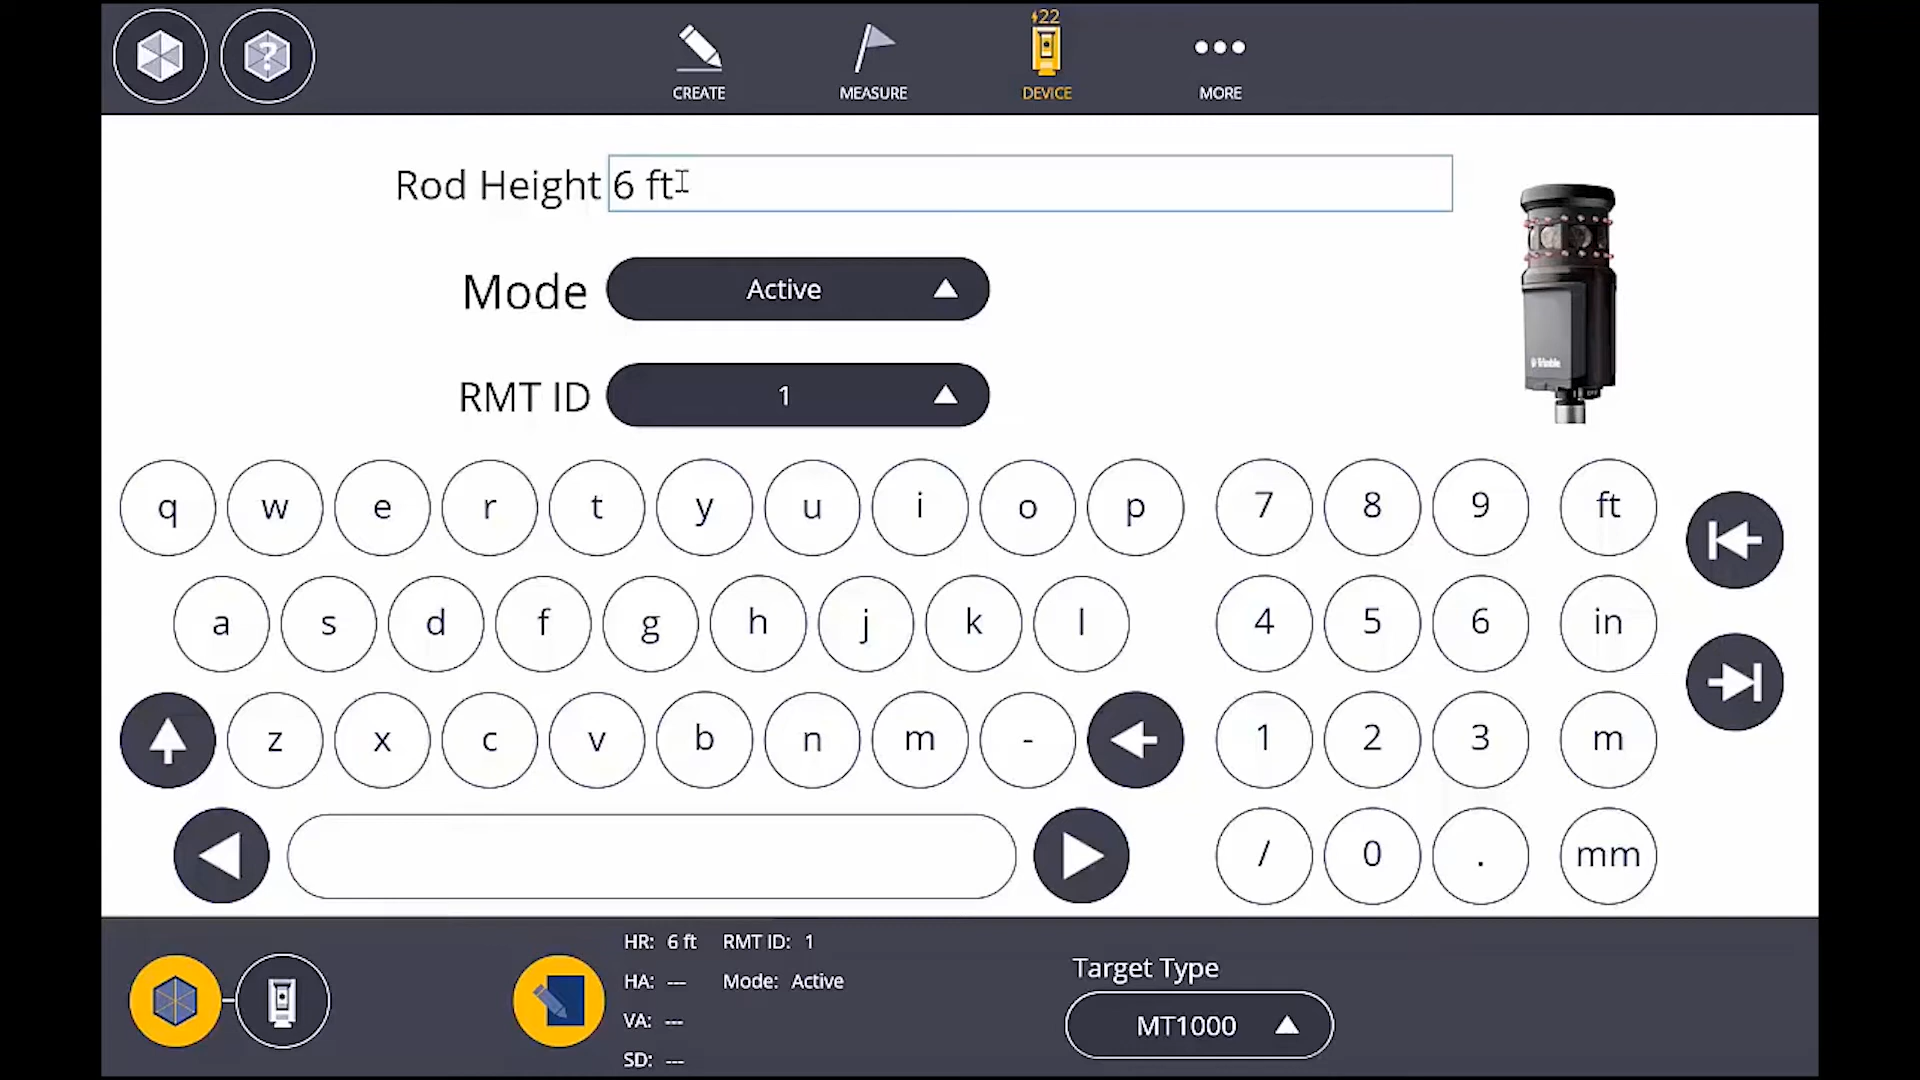 22
CREATE
MEASURE
DEVICE
MORE
?
Rod Height 6 ft
Mode Active
RMT ID 1
Trimble
q w e r t y u i o p 7 8 9 ft
a s d f g h j k l 4 5 6 in
z x c v b n m - 1 2 3 m
/ 0 . mm
HR: 6 ft RMT ID: 1
HA: --- Mode: Active
VA: ---
SD: ---
Target Type
MT1000